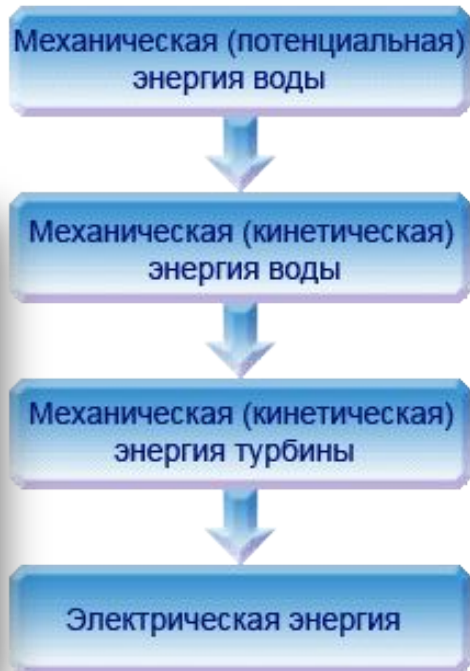 Механическая (потенциальная)
энергия воды
Механическая (кинетическая)
энергия воды
Механическая (кинетическая)
энергия турбины
Электрическая энергия